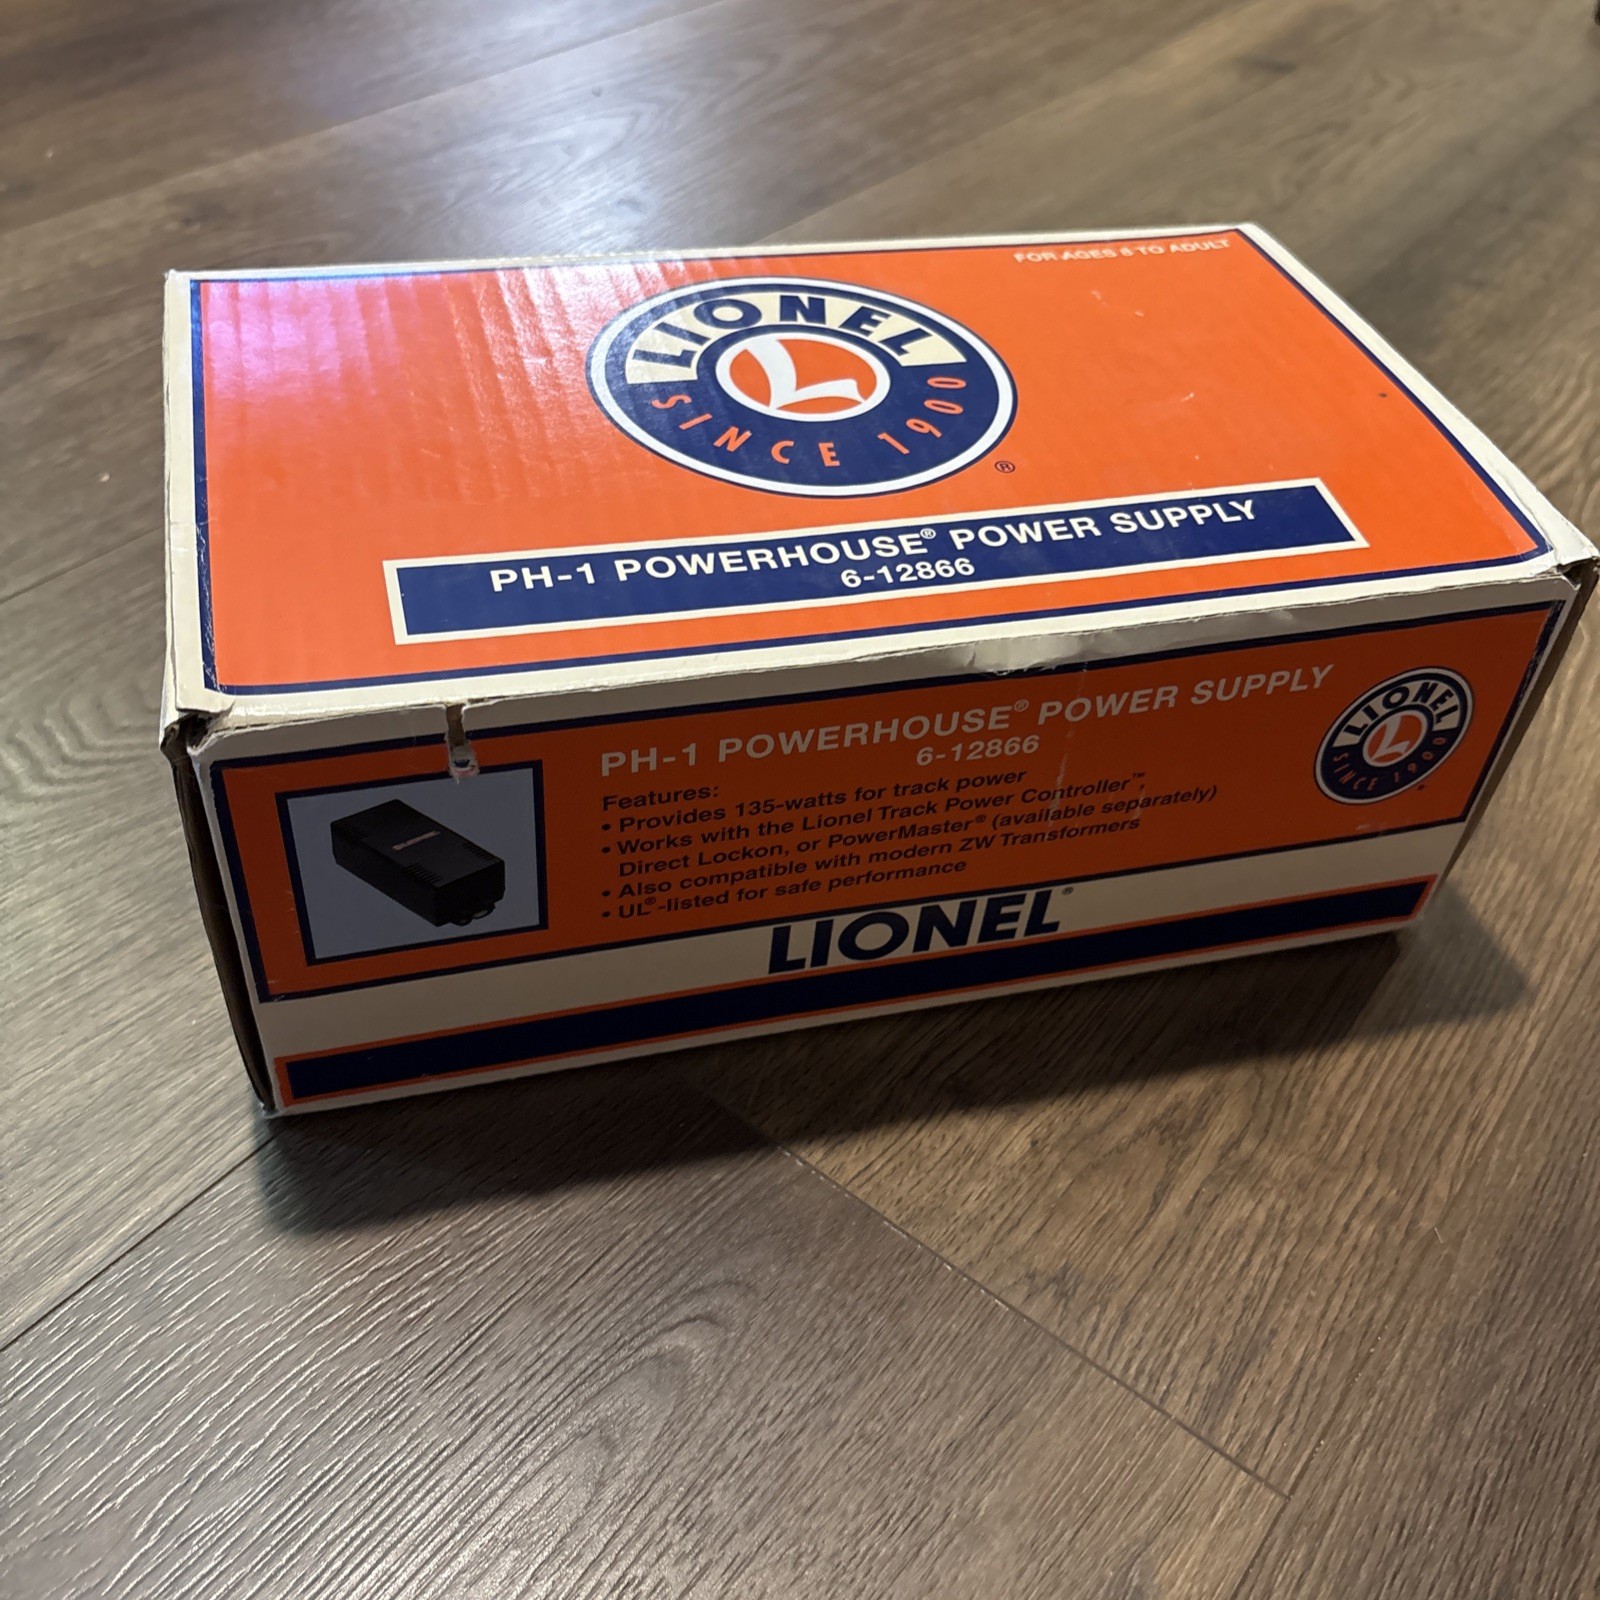 FOR AGES 8 TO ADULT
LIONEL
L
SINCE 1900
®
PH-1 POWERHOUSE® POWER SUPPLY
6-12866
PH-1 POWERHOUSE® POWER SUPPLY
6-12866
Features:
• Provides 135-watts for track power
• Works with the Lionel Track Power Controller™,
Direct Lockon, or PowerMaster® (available separately)
• Also compatible with modern ZW Transformers
• UL®-listed for safe performance
LIONEL
L
SINCE 1900
LIONEL®